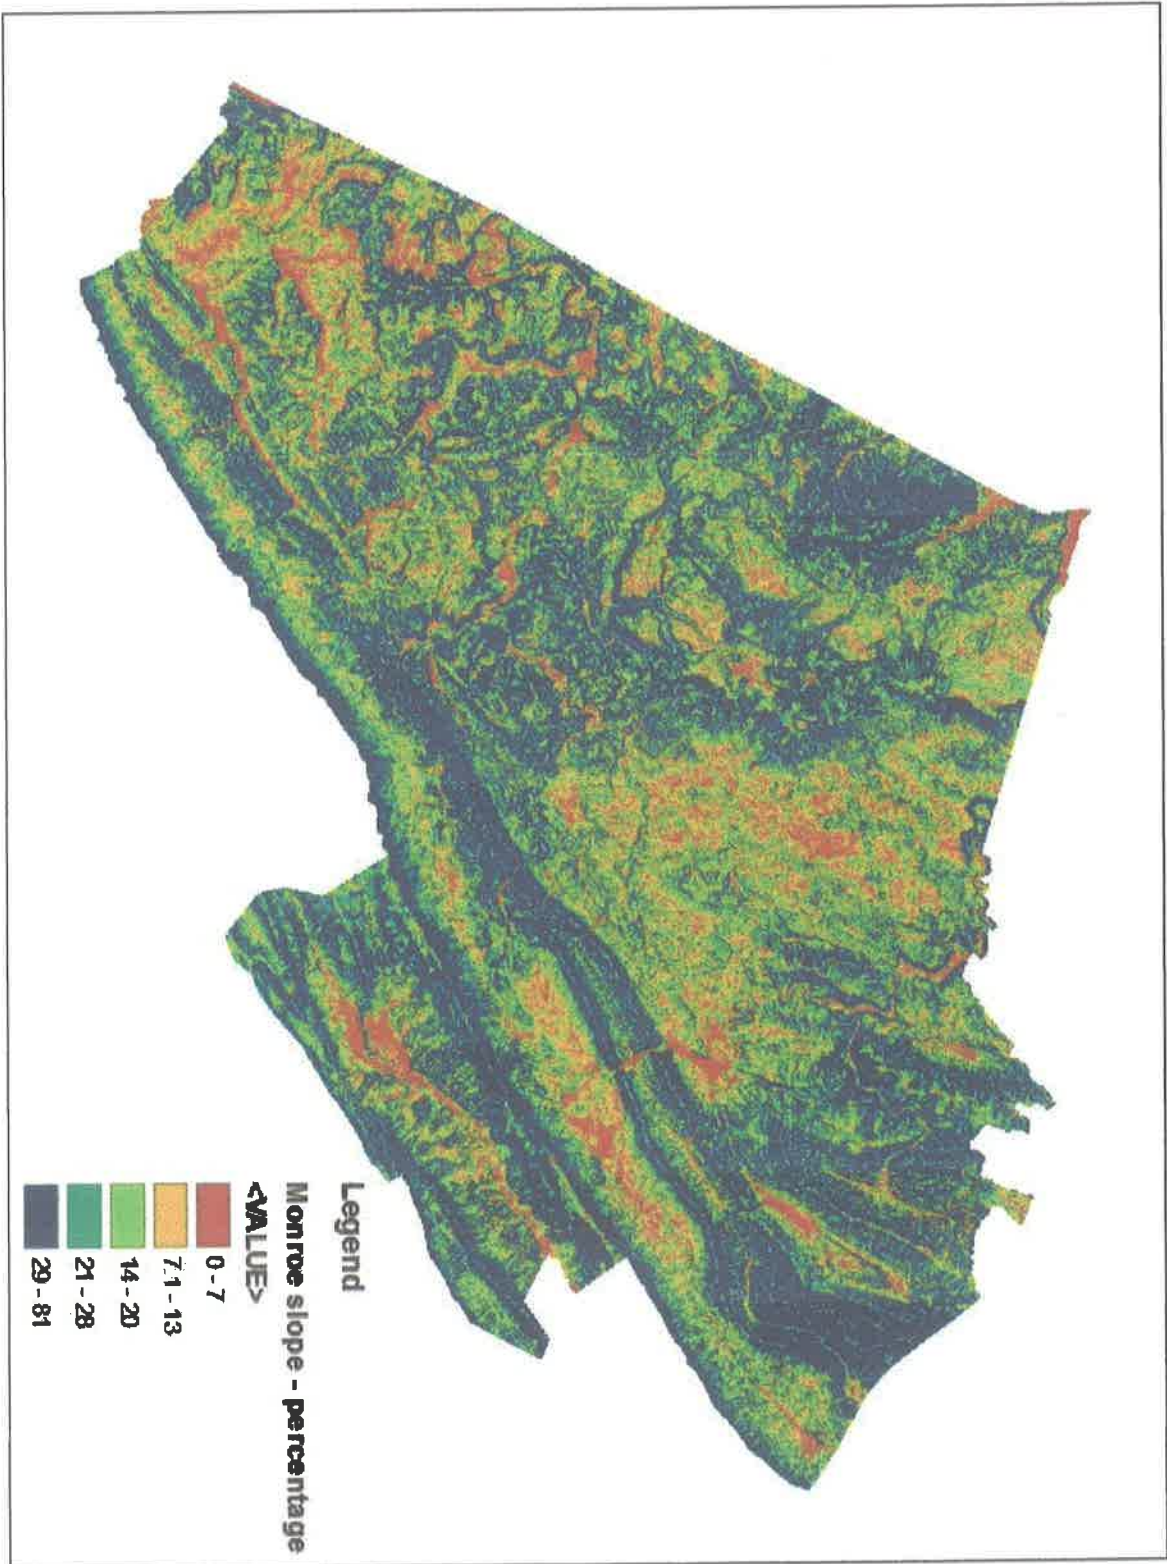 Legend
Monroe slope - percentage
<VALUE>
0 - 7
7.1 - 13
14 - 20
21 - 28
29 - 81